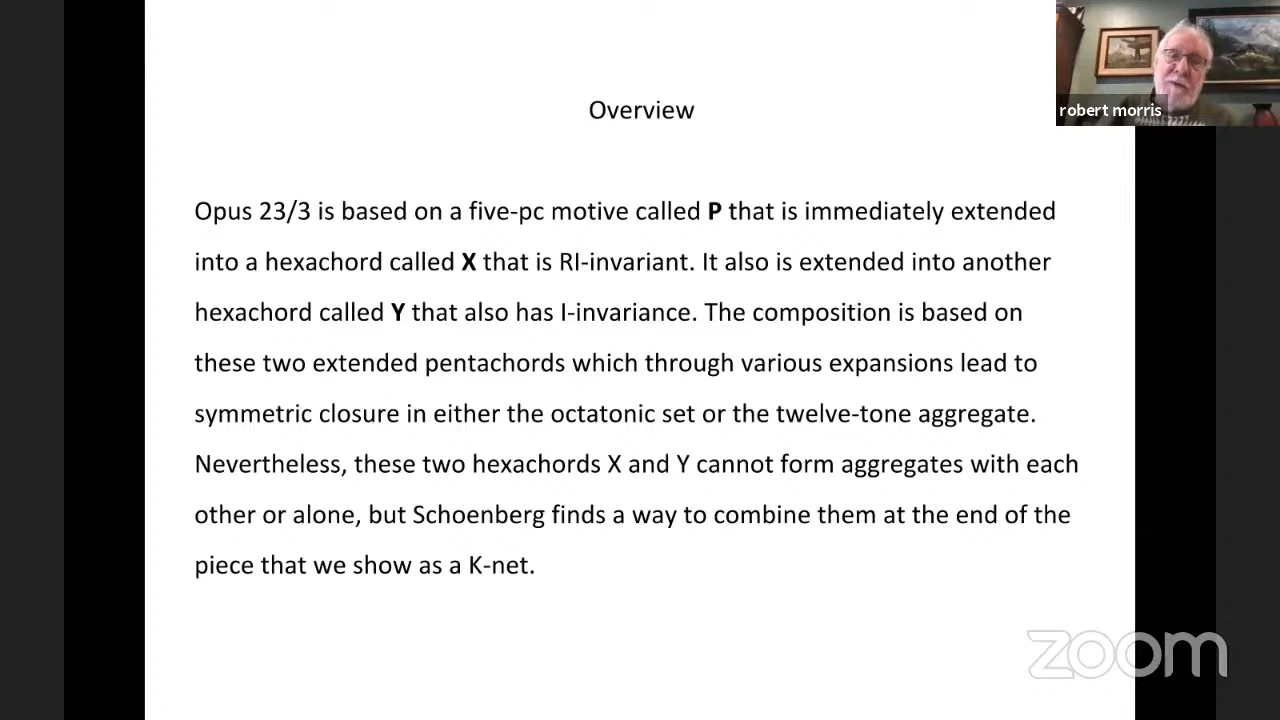 Overview
robert morris
Opus 23/3 is based on a five-pc motive called P that is immediately extended
into a hexachord called X that is RI-invariant. It also is extended into another
hexachord called Y that also has I-invariance. The composition is based on
these two extended pentachords which through various expansions lead to
symmetric closure in either the octatonic set or the twelve-tone aggregate.
Nevertheless, these two hexachords X and Y cannot form aggregates with each
other or alone, but Schoenberg finds a way to combine them at the end of the
piece that we show as a K-net.
zoom